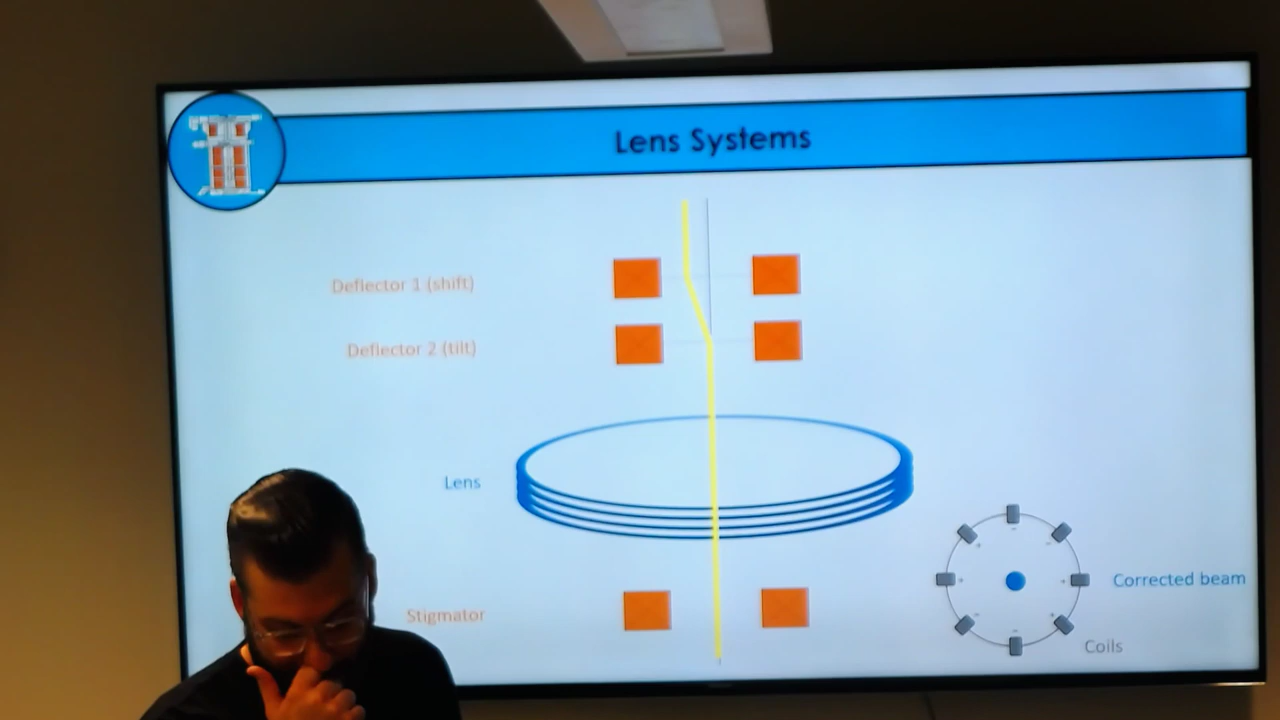 Lens Systems
Deflector 1 (shift)
Deflector 2 (tilt)
Lens
Stigmator
Corrected beam
Coils